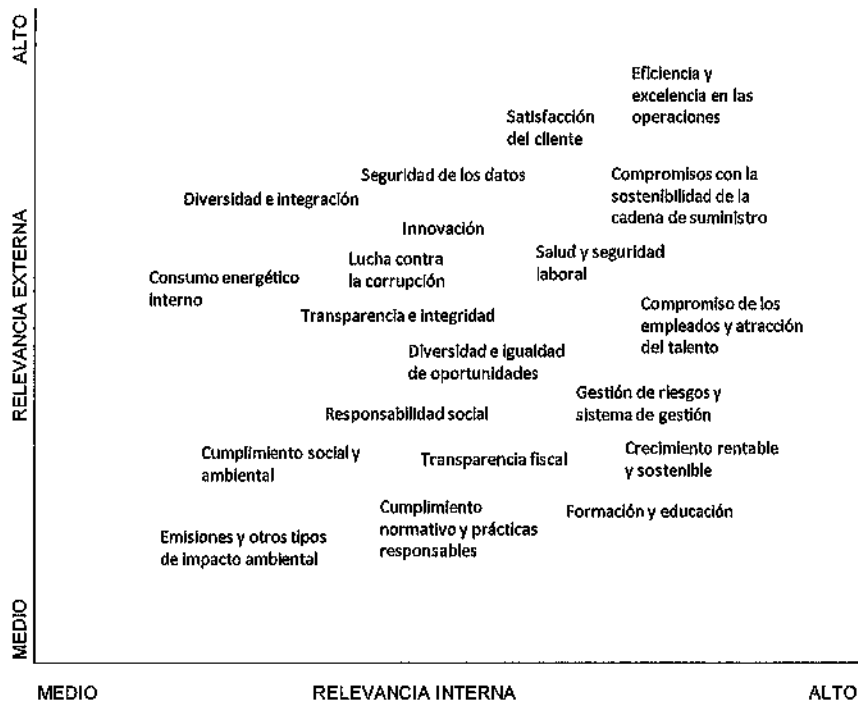 ALTO
Eficiencia y
excelencia en las
operaciones
Satisfacción
del cliente
Seguridad de los datos
Compromisos con la
sostenibilidad de la
cadena de suministro
Diversidad e integración
Innovación
Lucha contra
la corrupción
Salud y seguridad
laboral
Consumo energético
interno
Transparencia e integridad
Compromiso de los
empleados y atracción
del talento
RELEVANCIA EXTERNA
Diversidad e igualdad
de oportunidades
Gestión de riesgos y
sistema de gestión
Responsabilidad social
Cumplimiento social y
ambiental
Transparencia fiscal
Crecimiento rentable
y sostenible
Cumplimiento
normativo y prácticas
responsables
Formación y educación
Emisiones y otros tipos
de impacto ambiental
MEDIO
MEDIO
RELEVANCIA INTERNA
ALTO